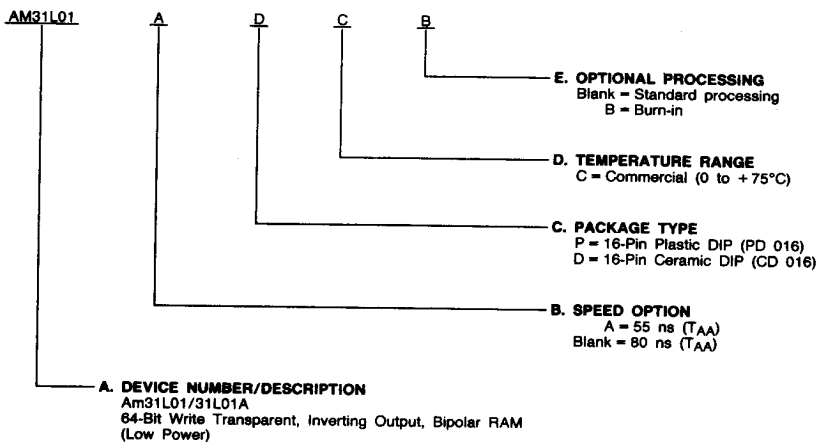 AM31L01 A D C B
E. OPTIONAL PROCESSING
Blank = Standard processing
B = Burn-in
D. TEMPERATURE RANGE
C = Commercial (0 to +75°C)
C. PACKAGE TYPE
P = 16-Pin Plastic DIP (PD 016)
D = 16-Pin Ceramic DIP (CD 016)
B. SPEED OPTION
A = 55 ns (TAA)
Blank = 80 ns (TAA)
A. DEVICE NUMBER/DESCRIPTION
Am31L01/31L01A
64-Bit Write Transparent, Inverting Output, Bipolar RAM
(Low Power)